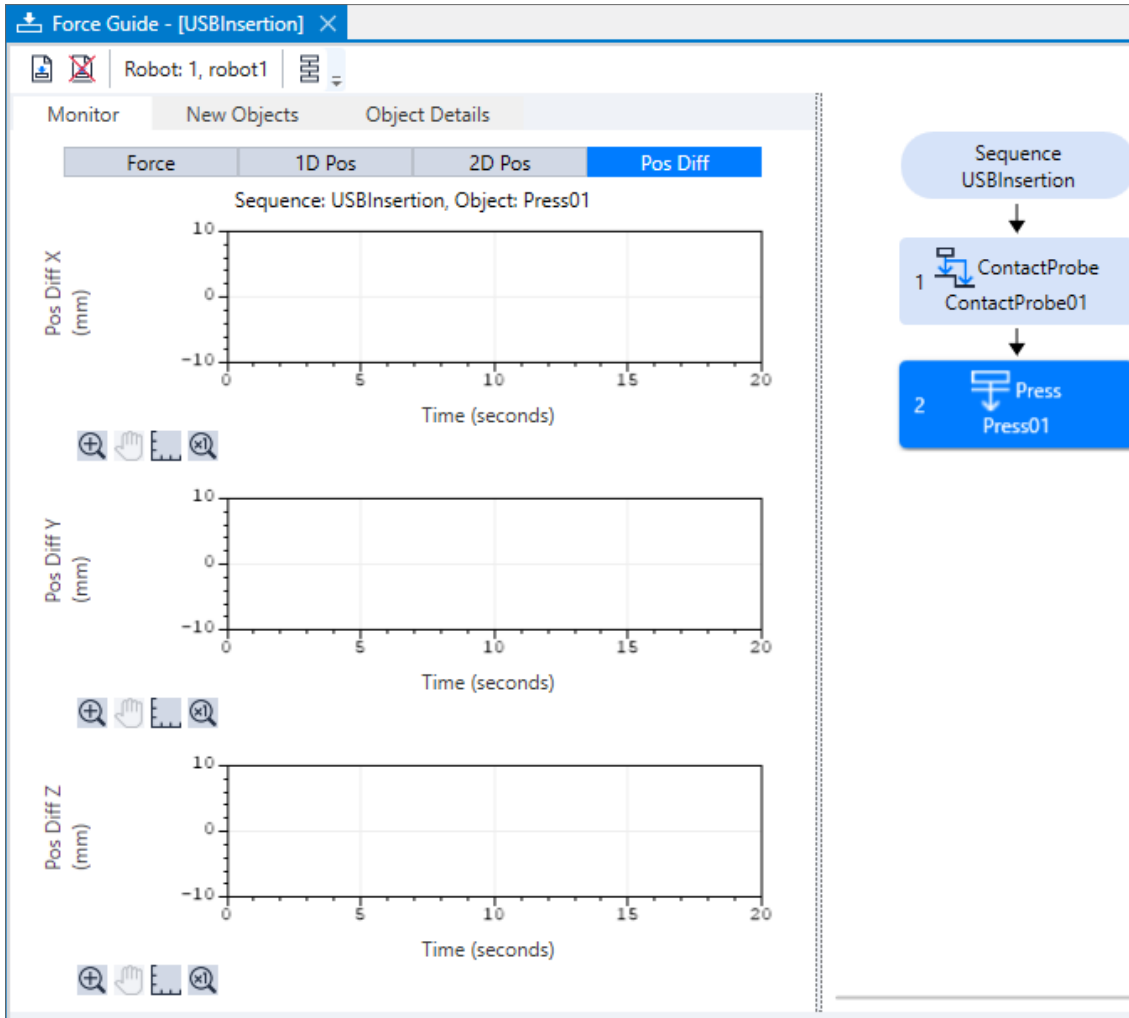 Force Guide - [USBInsertion]
Robot: 1, robot1
Monitor New Objects Object Details
Force 1D Pos 2D Pos Pos Diff
Sequence: USBInsertion, Object: Press01
Pos Diff X
(mm)
10
0
-10
0 5 10 15 20
Time (seconds)
x1
Pos Diff Y
(mm)
10
0
-10
0 5 10 15 20
Time (seconds)
x1
Pos Diff Z
(mm)
10
0
-10
0 5 10 15 20
Time (seconds)
x1
Sequence
USBInsertion
1 ContactProbe
ContactProbe01
2 Press
Press01